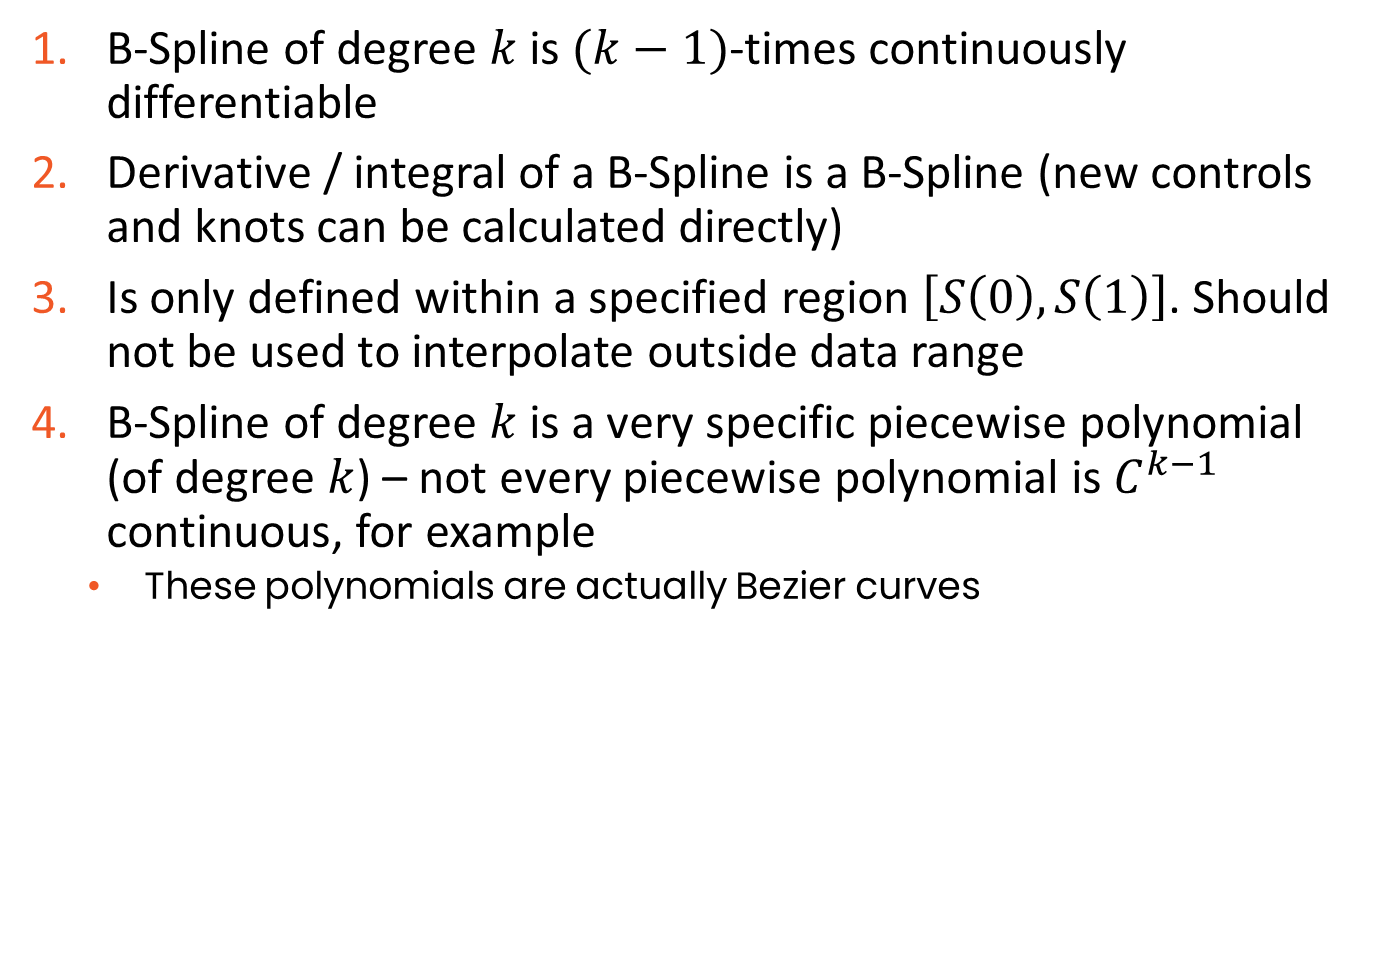 1. B-Spline of degree k is (k − 1)-times continuously
differentiable
2. Derivative / integral of a B-Spline is a B-Spline (new controls
and knots can be calculated directly)
3. Is only defined within a specified region [S(0), S(1)]. Should
not be used to interpolate outside data range
4. B-Spline of degree k is a very specific piecewise polynomial
(of degree k) – not every piecewise polynomial is C^{k−1}
continuous, for example
• These polynomials are actually Bezier curves